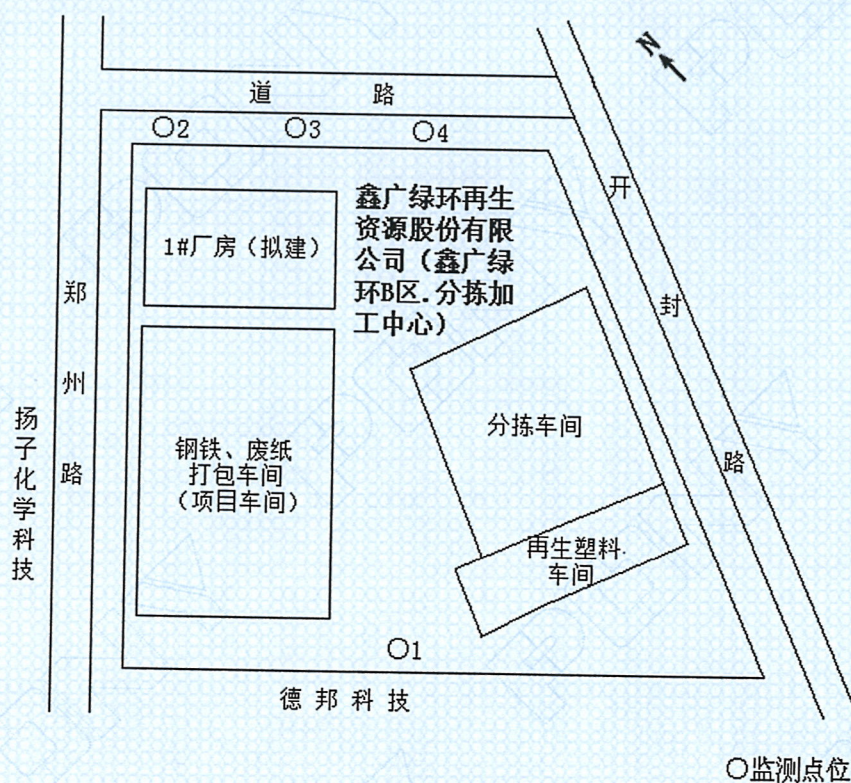 N
道 路
○2 ○3 ○4
开封路
鑫广绿环再生
资源股份有限
公司（鑫广绿
环B区.分拣加
工中心）
1#厂房（拟建）
郑州路
分拣车间
扬子化学科技
钢铁、废纸
打包车间
（项目车间）
再生塑料
车间
○1
德邦科技
○监测点位